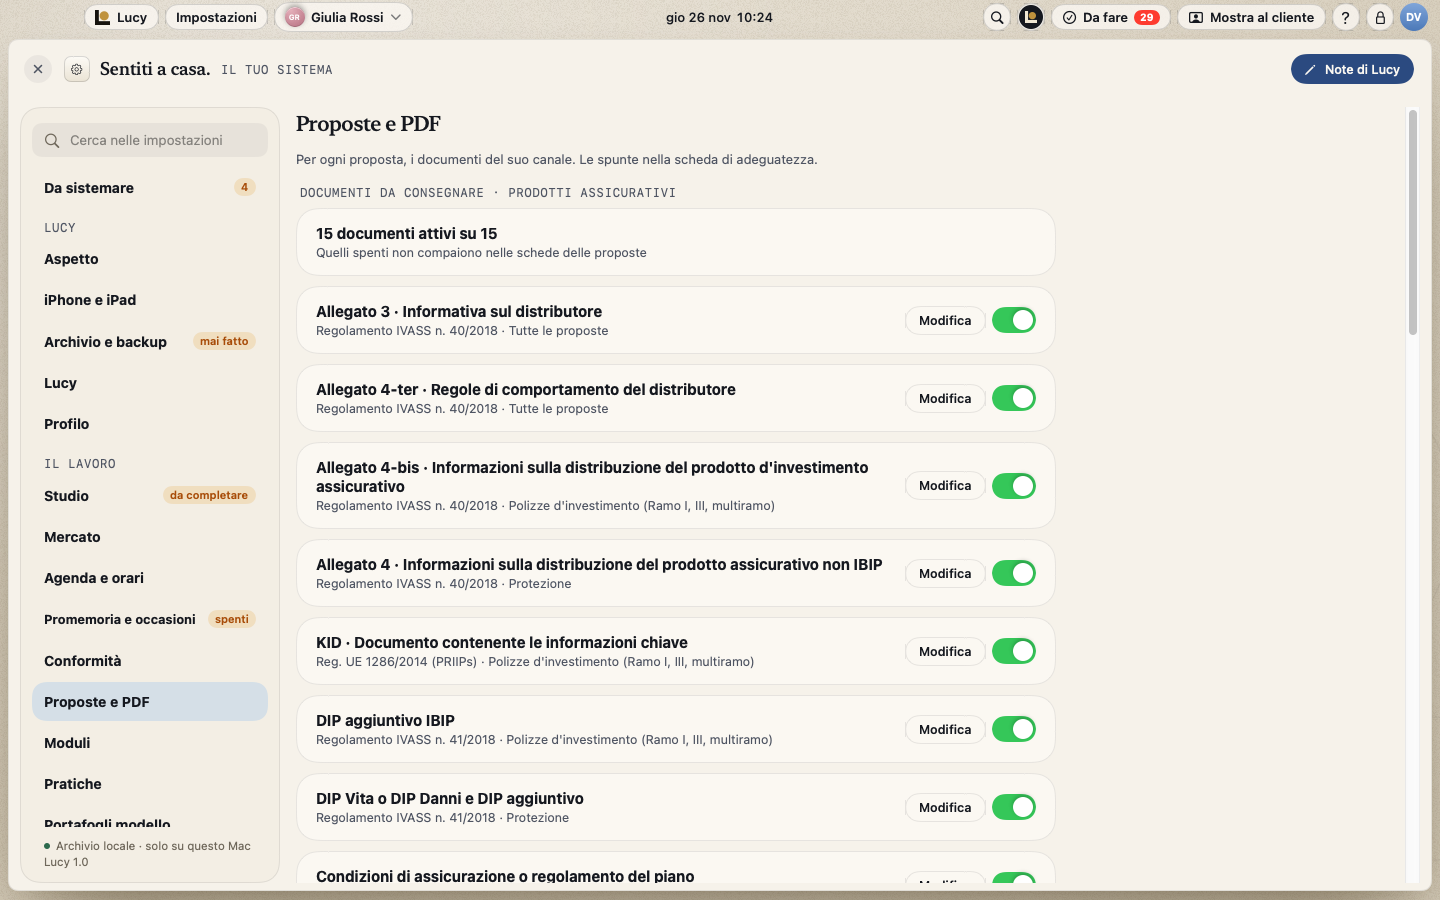 Lucy
Impostazioni
GR Giulia Rossi
gio 26 nov 10:24
Da fare 29
Mostra al cliente
?
DV
Sentiti a casa. IL TUO SISTEMA
Note di Lucy
Cerca nelle impostazioni
Da sistemare 4
LUCY
Aspetto
iPhone e iPad
Archivio e backup mai fatto
Lucy
Profilo
IL LAVORO
Studio da completare
Mercato
Agenda e orari
Promemoria e occasioni spenti
Conformità
Proposte e PDF
Moduli
Pratiche
Portafogli modello
Archivio locale · solo su questo Mac
Lucy 1.0
Proposte e PDF
Per ogni proposta, i documenti del suo canale. Le spunte nella scheda di adeguatezza.
DOCUMENTI DA CONSEGNARE · PRODOTTI ASSICURATIVI
15 documenti attivi su 15
Quelli spenti non compaiono nelle schede delle proposte
Allegato 3 · Informativa sul distributore
Regolamento IVASS n. 40/2018 · Tutte le proposte
Modifica
Allegato 4-ter · Regole di comportamento del distributore
Regolamento IVASS n. 40/2018 · Tutte le proposte
Modifica
Allegato 4-bis · Informazioni sulla distribuzione del prodotto d'investimento
assicurativo
Regolamento IVASS n. 40/2018 · Polizze d'investimento (Ramo I, III, multiramo)
Modifica
Allegato 4 · Informazioni sulla distribuzione del prodotto assicurativo non IBIP
Regolamento IVASS n. 40/2018 · Protezione
Modifica
KID · Documento contenente le informazioni chiave
Reg. UE 1286/2014 (PRIIPs) · Polizze d'investimento (Ramo I, III, multiramo)
Modifica
DIP aggiuntivo IBIP
Regolamento IVASS n. 41/2018 · Polizze d'investimento (Ramo I, III, multiramo)
Modifica
DIP Vita o DIP Danni e DIP aggiuntivo
Regolamento IVASS n. 41/2018 · Protezione
Modifica
Condizioni di assicurazione o regolamento del piano
Modifica